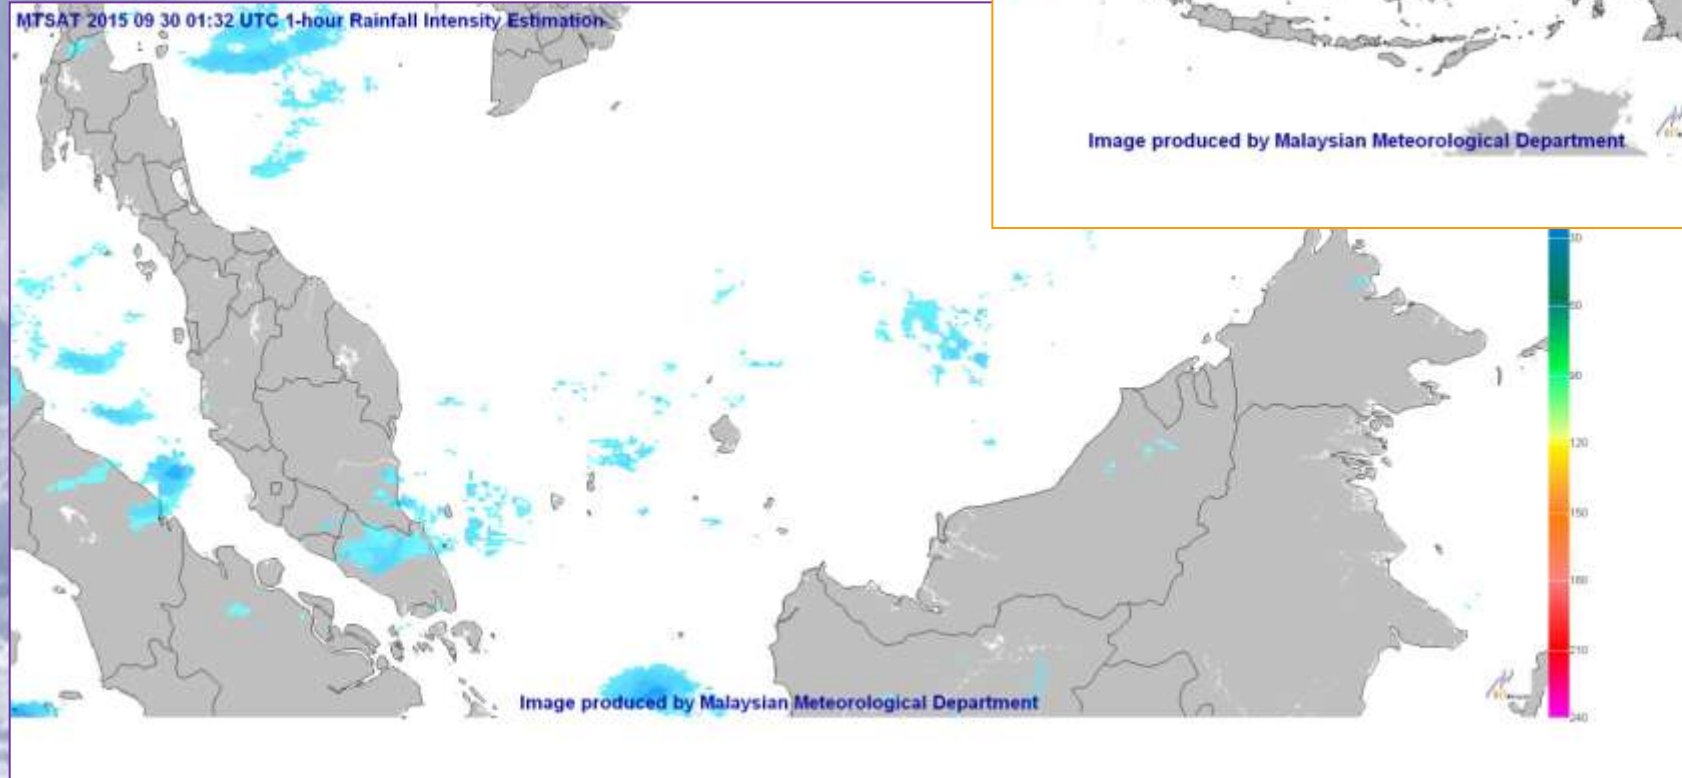 MTSAT 2015 09 30 01:32 UTC 1-hour Rainfall Intensity Estimation
Image produced by Malaysian Meteorological Department
30
60
90
120
150
180
210
240
Image produced by Malaysian Meteorological Department